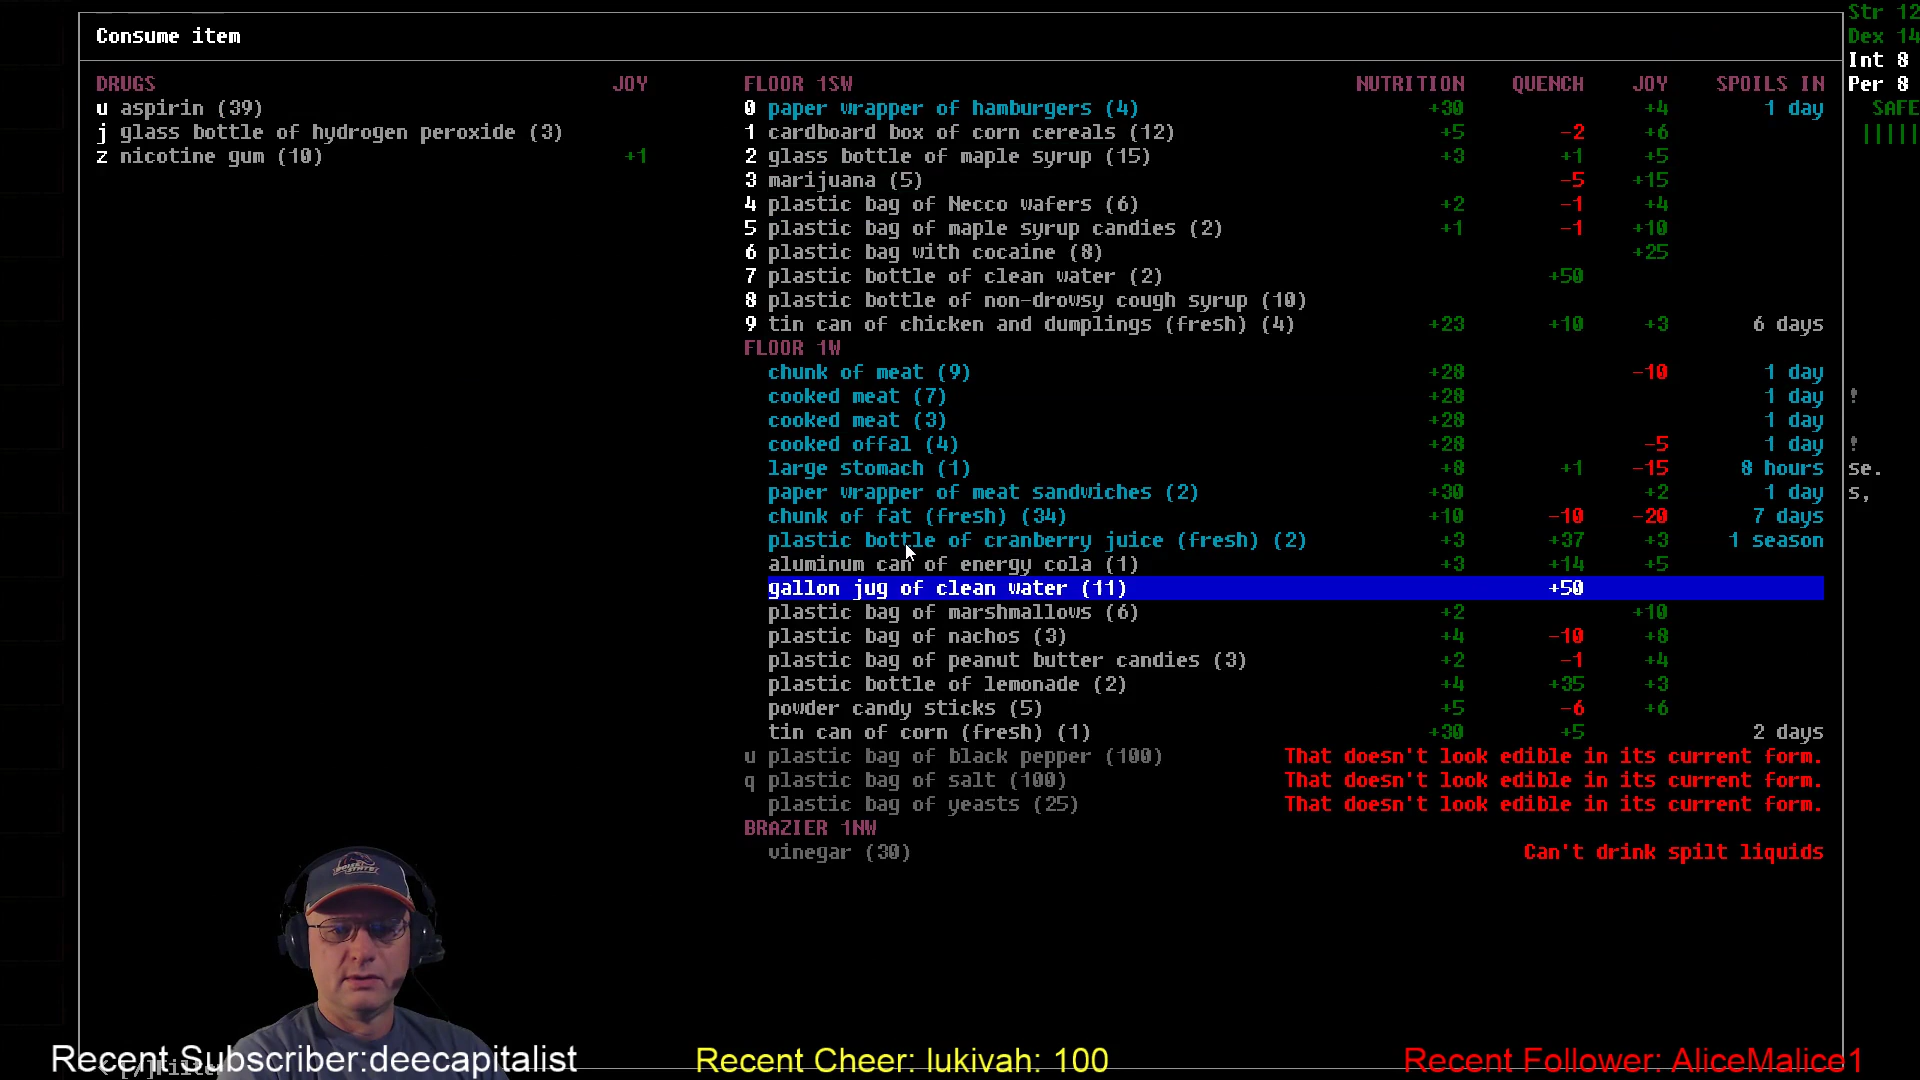 Consume item
Str 12
Dex 14
Int 8
Per 8
SAFE
|||||
DRUGS JOY
u aspirin (39)
j glass bottle of hydrogen peroxide (3)
z nicotine gum (10) +1
FLOOR 1SW NUTRITION QUENCH JOY SPOILS IN
0 paper wrapper of hamburgers (4) +30 +4 1 day
1 cardboard box of corn cereals (12) +5 -2 +6
2 glass bottle of maple syrup (15) +3 +1 +5
3 marijuana (5) -5 +15
4 plastic bag of Necco wafers (6) +2 -1 +4
5 plastic bag of maple syrup candies (2) +1 -1 +10
6 plastic bag with cocaine (8) +25
7 plastic bottle of clean water (2) +50
8 plastic bottle of non-drowsy cough syrup (10)
9 tin can of chicken and dumplings (fresh) (4) +23 +10 +3 6 days
FLOOR 1W
chunk of meat (9) +28 -10 1 day
cooked meat (7) +28 1 day !
cooked meat (3) +28 1 day
cooked offal (4) +28 -5 1 day !
large stomach (1) +8 +1 -15 8 hours se.
paper wrapper of meat sandwiches (2) +30 +2 1 day s,
chunk of fat (fresh) (34) +10 -10 -20 7 days
plastic bottle of cranberry juice (fresh) (2) +3 +37 +3 1 season
aluminum can of energy cola (1) +3 +14 +5
gallon jug of clean water (11) +50
plastic bag of marshmallows (6) +2 +10
plastic bag of nachos (3) +4 -10 +8
plastic bag of peanut butter candies (3) +2 -1 +4
plastic bottle of lemonade (2) +4 +35 +3
powder candy sticks (5) +5 -6 +6
tin can of corn (fresh) (1) +30 +5 2 days
u plastic bag of black pepper (100) That doesn't look edible in its current form.
q plastic bag of salt (100) That doesn't look edible in its current form.
plastic bag of yeasts (25) That doesn't look edible in its current form.
BRAZIER 1NW
vinegar (30) Can't drink spilt liquids
Recent Subscriber:deecapitalist
Recent Cheer: lukivah: 100
Recent Follower: AliceMalice1